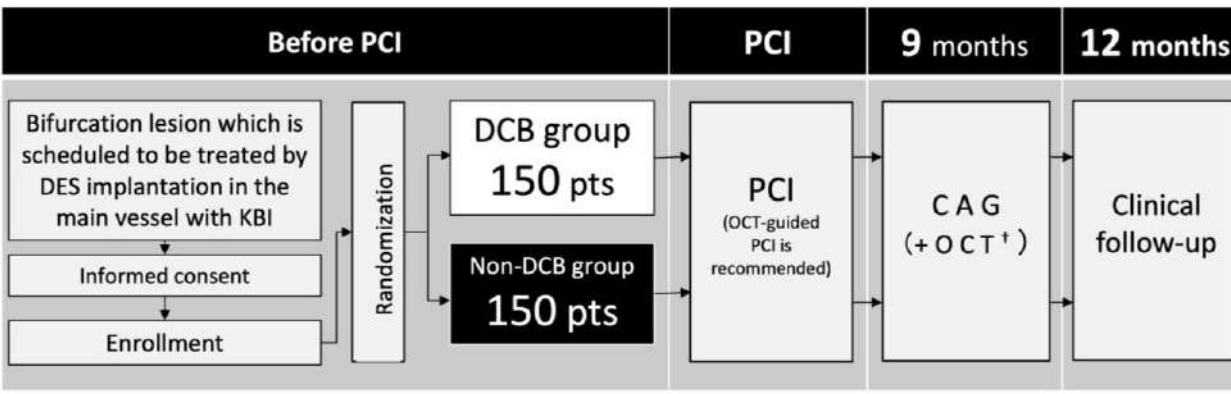 Before PCI
PCI
9 months
12 months
Bifurcation lesion which is
scheduled to be treated by
DES implantation in the
main vessel with KBI
Informed consent
Enrollment
Randomization
DCB group
150 pts
Non-DCB group
150 pts
PCI
(OCT-guided
PCI is
recommended)
CAG
(+OCT†)
Clinical
follow-up